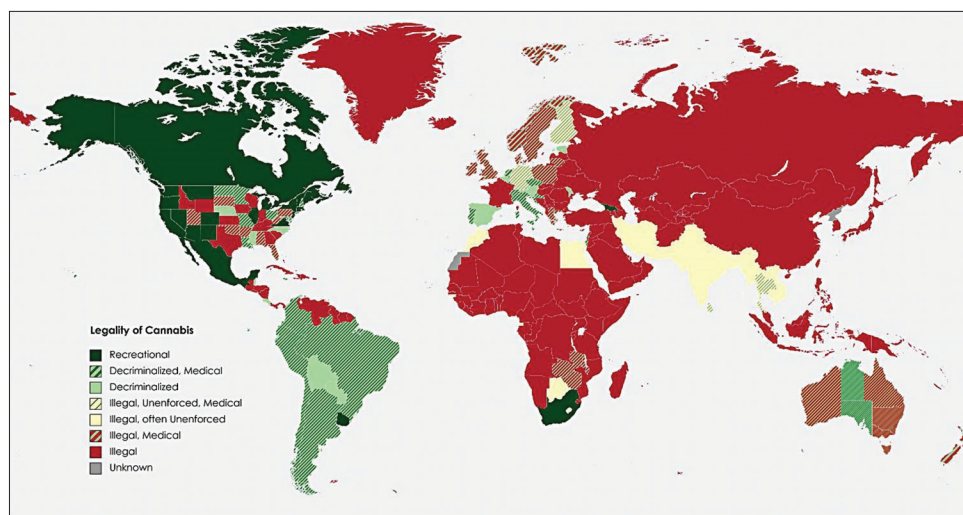 Legality of Cannabis
Recreational
Decriminalized, Medical
Decriminalized
Illegal, Unenforced, Medical
Illegal, often Unenforced
Illegal, Medical
Illegal
Unknown